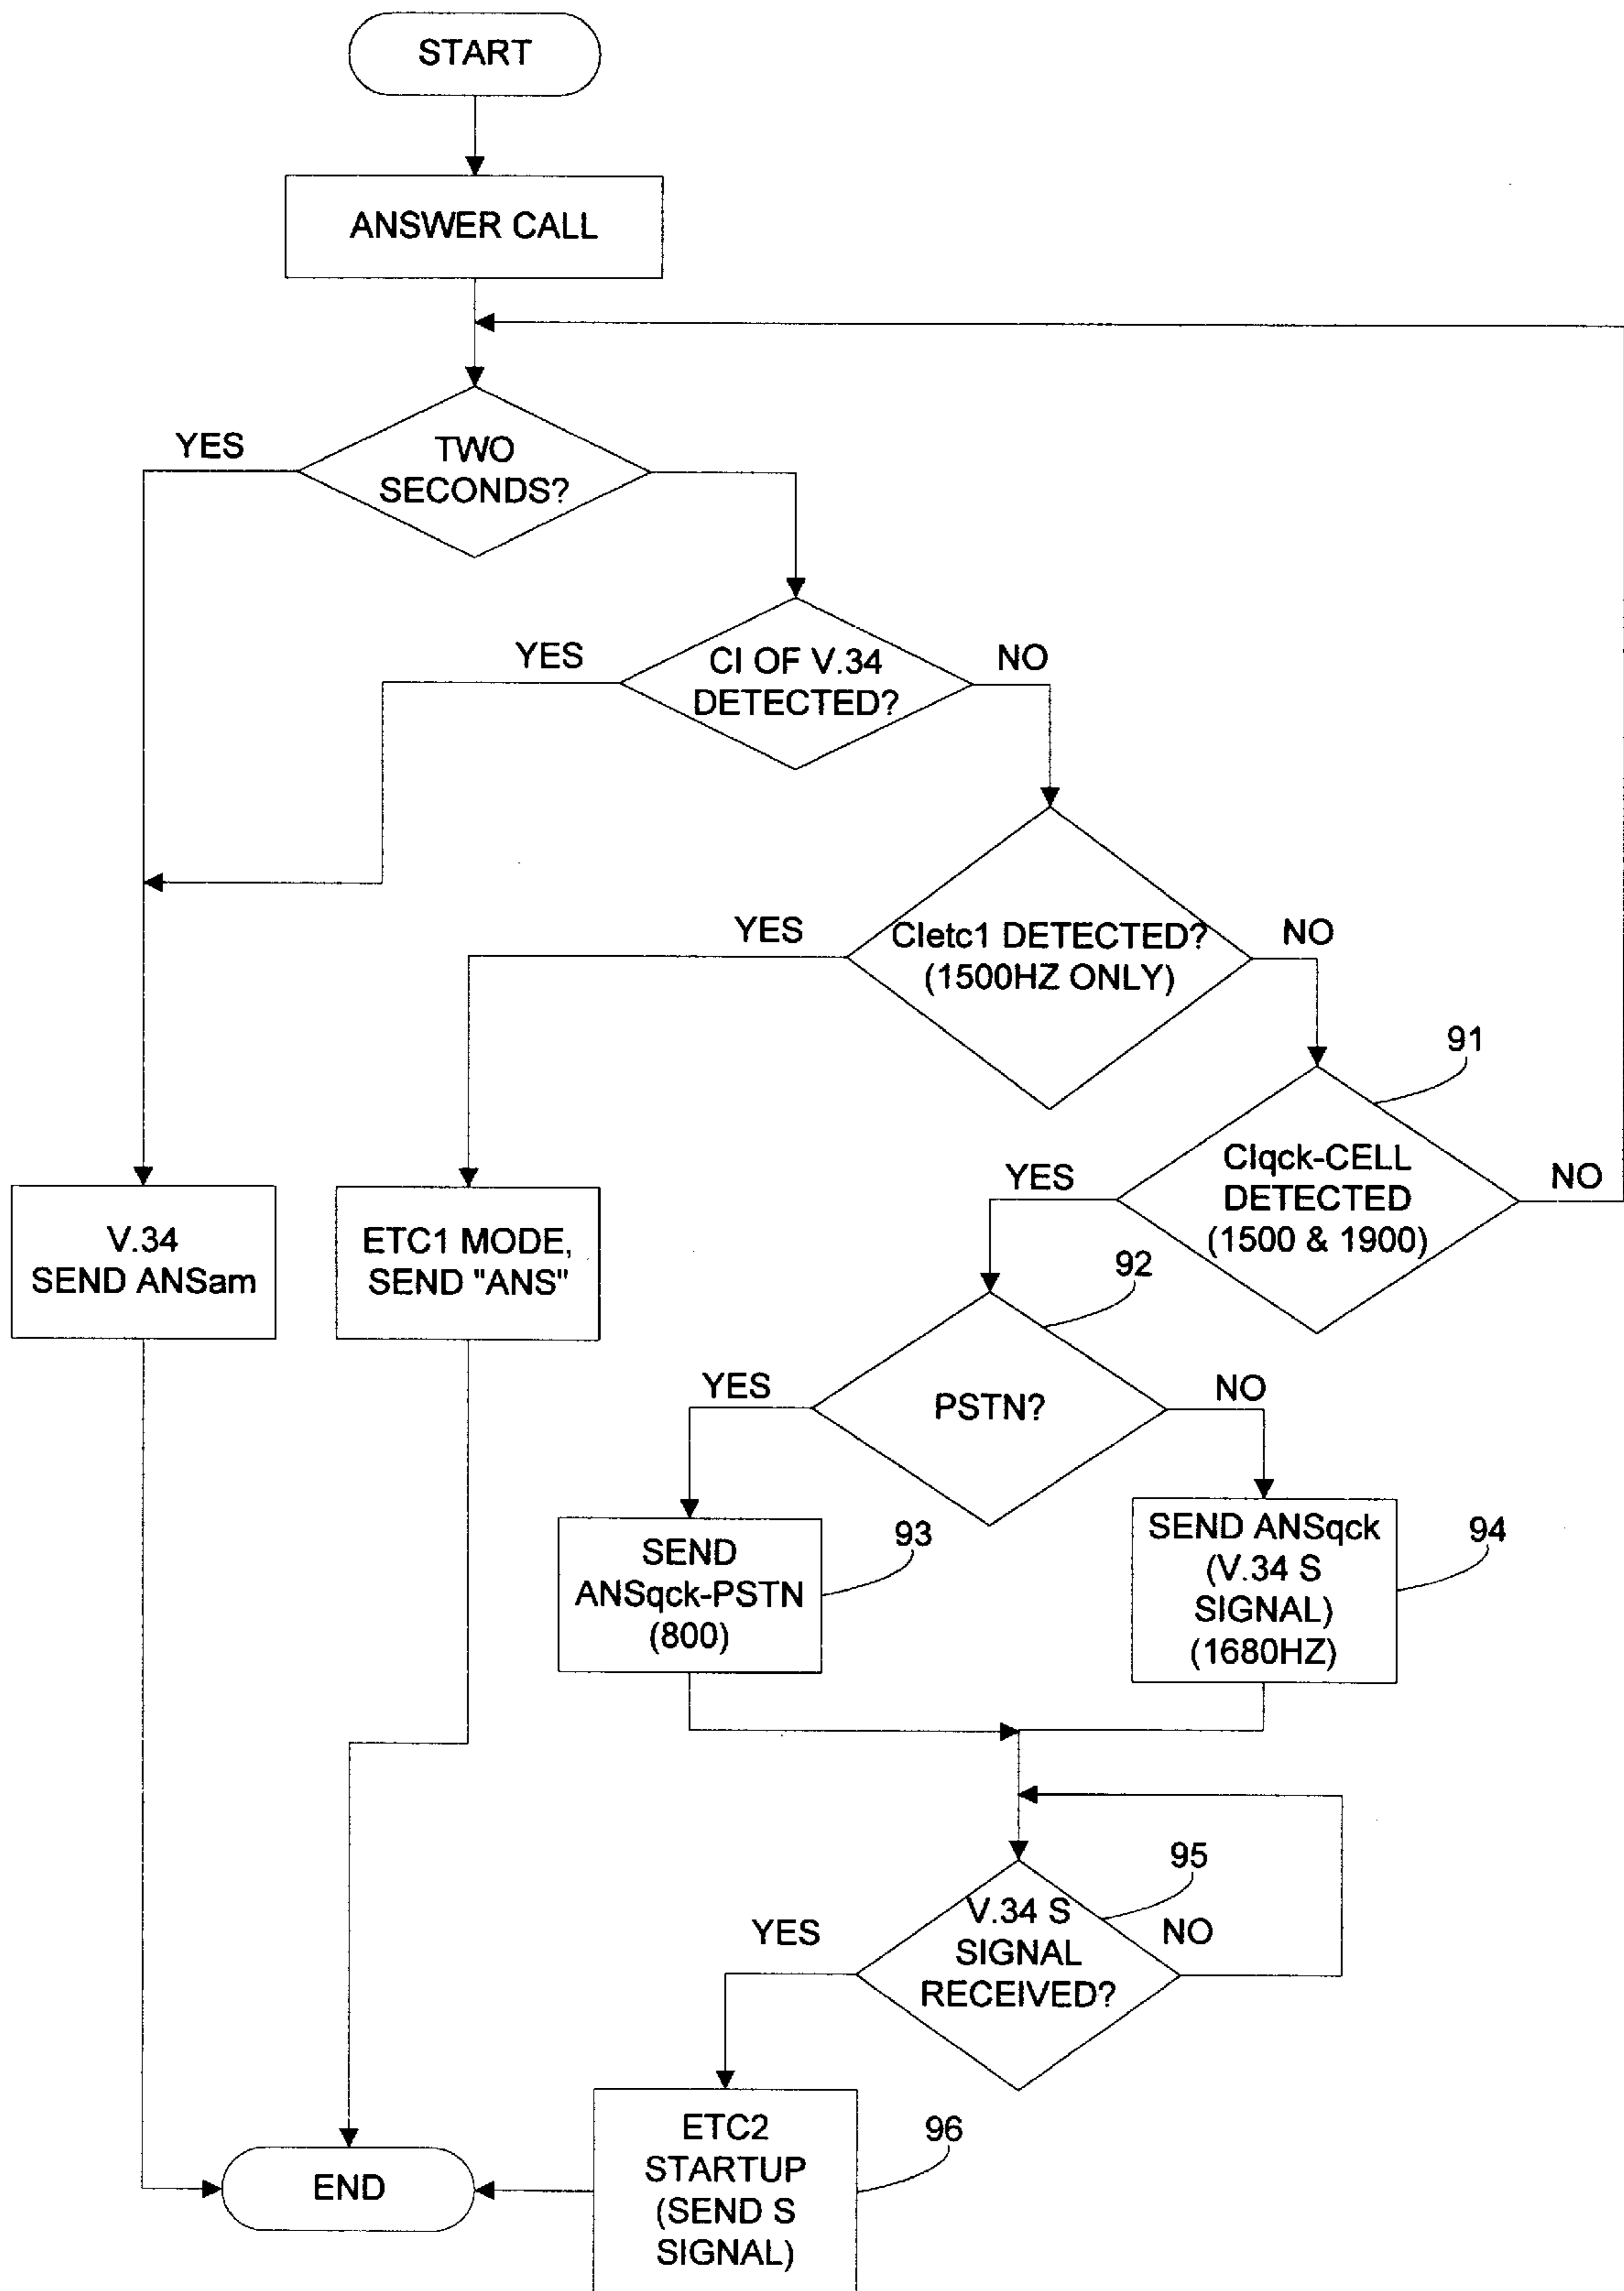 START
ANSWER CALL
YES
TWO
SECONDS?
YES
CI OF V.34
DETECTED?
NO
YES
CIetc1 DETECTED?
(1500HZ ONLY)
NO
91
YES
CIqck-CELL
DETECTED
(1500 & 1900)
NO
V.34
SEND ANSam
ETC1 MODE,
SEND "ANS"
92
YES
PSTN?
NO
SEND
ANSqck-PSTN
(800)
93
SEND ANSqck
(V.34 S
SIGNAL)
(1680HZ)
94
95
YES
V.34 S
SIGNAL
RECEIVED?
NO
ETC2
STARTUP
(SEND S
SIGNAL)
96
END